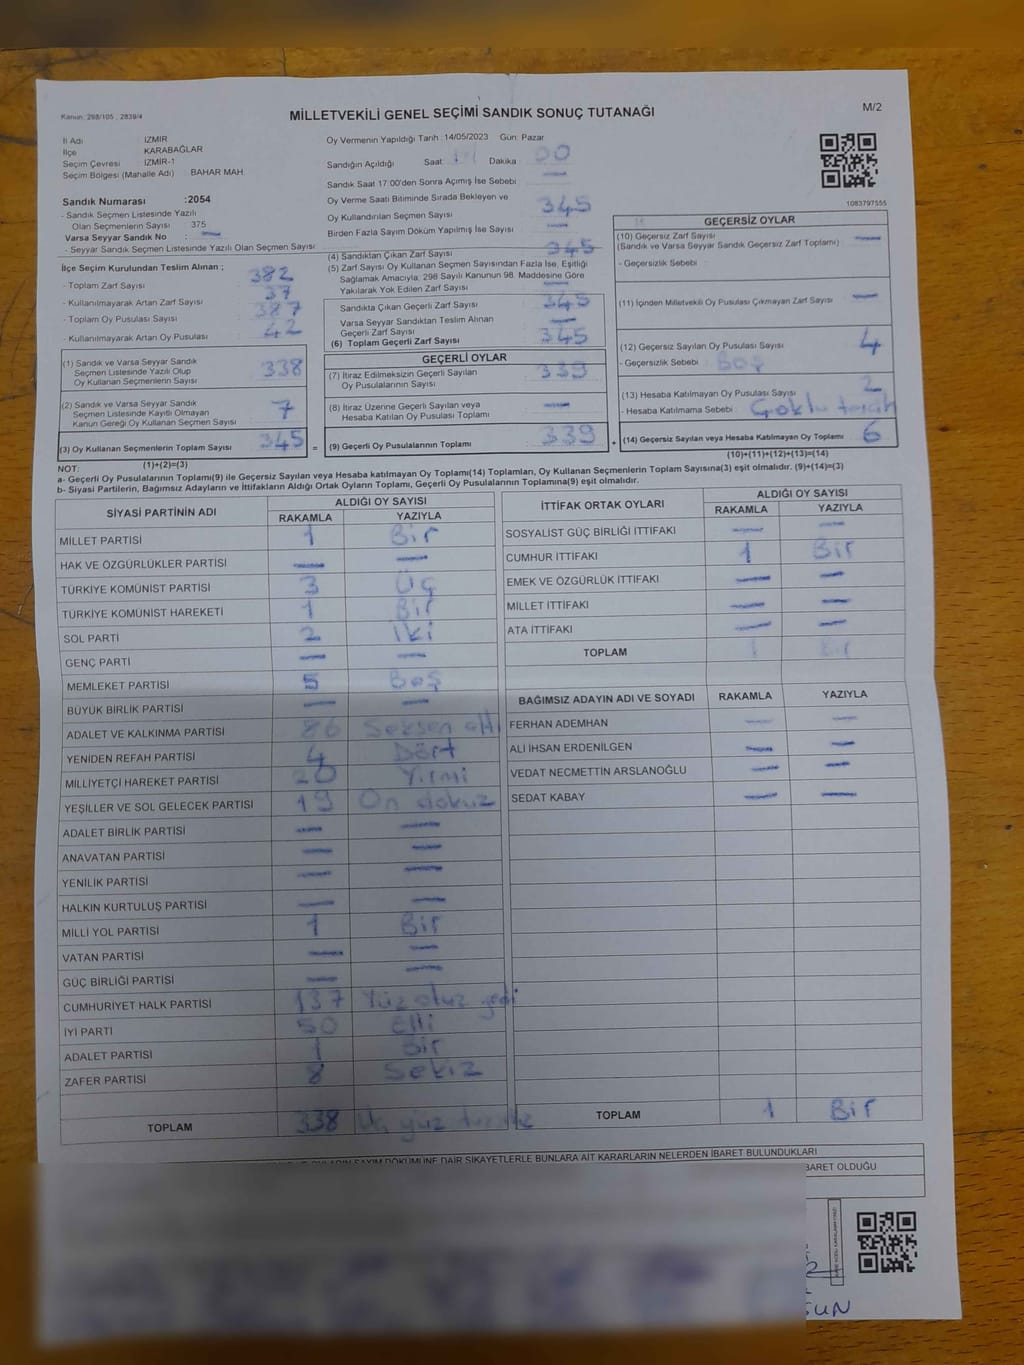 Kanun: 298/105 , 2839/4
MİLLETVEKİLİ GENEL SEÇİMİ SANDIK SONUÇ TUTANAĞI
M/2
İl Adı İZMİR
İlçe KARABAĞLAR
Seçim Çevresi İZMİR-1
Seçim Bölgesi (Mahalle Adı) BAHAR MAH.
Sandık Numarası :2054
- Sandık Seçmen Listesinde Yazılı
Olan Seçmenlerin Sayısı 375
Varsa Seyyar Sandık No : —
- Seyyar Sandık Seçmen Listesinde Yazılı Olan Seçmen Sayısı
Oy Vermenin Yapıldığı Tarih : 14/05/2023 Gün: Pazar
Sandığın Açıldığı Saat Dakika 00
Sandık Saat 17:00'den Sonra Açımış İse Sebebi —
Oy Verme Saati Bitiminde Sırada Bekleyen ve
Oy Kullandırılan Seçmen Sayısı 345
Birden Fazla Sayım Döküm Yapılmış İse Sayısı —
1083797555
İlçe Seçim Kurulundan Teslim Alınan ;
- Toplam Zarf Sayısı 382
- Kullanılmayarak Artan Zarf Sayısı 37
- Toplam Oy Pusulası Sayısı 387
- Kullanılmayarak Artan Oy Pusulası 42
(4) Sandıktan Çıkan Zarf Sayısı 345
(5) Zarf Sayısı Oy Kullanan Seçmen Sayısından Fazla İse, Eşitliği
Sağlamak Amacıyla, 298 Sayılı Kanunun 98. Maddesine Göre
Yakılarak Yok Edilen Zarf Sayısı —
Sandıkta Çıkan Geçerli Zarf Sayısı 345
Varsa Seyyar Sandıktan Teslim Alınan
Geçerli Zarf Sayısı —
(6) Toplam Geçerli Zarf Sayısı 345
GEÇERSİZ OYLAR
(10) Geçersiz Zarf Sayısı —
(Sandık ve Varsa Seyyar Sandık Geçersiz Zarf Toplamı)
- Geçersizlik Sebebi
(11) İçinden Milletvekili Oy Pusulası Çıkmayan Zarf Sayısı —
(12) Geçersiz Sayılan Oy Pusulası Sayısı 4
- Geçersizlik Sebebi : Boş
(13) Hesaba Katılmayan Oy Pusulası Sayısı 2
- Hesaba Katılmama Sebebi : Çoklu tercih
(14) Geçersiz Sayılan veya Hesaba Katılmayan Oy Toplamı 6
(10)+(11)+(12)+(13)=(14)
(1) Sandık ve Varsa Seyyar Sandık
Seçmen Listesinde Yazılı Olup
Oy Kullanan Seçmenlerin Sayısı 338
(2) Sandık ve Varsa Seyyar Sandık
Seçmen Listesinde Kayıtlı Olmayan
Kanun Gereği Oy Kullanan Seçmen Sayısı 7
(3) Oy Kullanan Seçmenlerin Toplam Sayısı 345 =
(1)+(2)=(3)
GEÇERLİ OYLAR
(7) İtiraz Edilmeksizin Geçerli Sayılan
Oy Pusulalarının Sayısı 339
(8) İtiraz Üzerine Geçerli Sayılan veya
Hesaba Katılan Oy Pusulası Toplamı —
(9) Geçerli Oy Pusulalarının Toplamı 339 +
NOT:
a- Geçerli Oy Pusulalarının Toplamı(9) ile Geçersiz Sayılan veya Hesaba katılmayan Oy Toplamı(14) Toplamları, Oy Kullanan Seçmenlerin Toplam Sayısına(3) eşit olmalıdır. (9)+(14)=(3)
b- Siyasi Partilerin, Bağımsız Adayların ve İttifakların Aldığı Ortak Oyların Toplamı, Geçerli Oy Pusulalarının Toplamına(9) eşit olmalıdır.
SİYASİ PARTİNİN ADI ALDIĞI OY SAYISI
RAKAMLA YAZIYLA
MİLLET PARTİSİ 1 Bir
HAK VE ÖZGÜRLÜKLER PARTİSİ — —
TÜRKİYE KOMÜNİST PARTİSİ 3 Üç
TÜRKİYE KOMÜNİST HAREKETİ 1 Bir
SOL PARTİ 2 İki
GENÇ PARTİ — —
MEMLEKET PARTİSİ 5 Beş
BÜYÜK BİRLİK PARTİSİ — —
ADALET VE KALKINMA PARTİSİ 86 Seksen altı
YENİDEN REFAH PARTİSİ 4 Dört
MİLLİYETÇİ HAREKET PARTİSİ 20 Yirmi
YEŞİLLER VE SOL GELECEK PARTİSİ 19 On dokuz
ADALET BİRLİK PARTİSİ — —
ANAVATAN PARTİSİ — —
YENİLİK PARTİSİ — —
HALKIN KURTULUŞ PARTİSİ — —
MİLLİ YOL PARTİSİ 1 Bir
VATAN PARTİSİ — —
GÜÇ BİRLİĞİ PARTİSİ — —
CUMHURİYET HALK PARTİSİ 137 Yüz otuz yedi
İYİ PARTİ 50 Elli
ADALET PARTİSİ 1 Bir
ZAFER PARTİSİ 8 Sekiz
TOPLAM 338 Üç yüz
İTTİFAK ORTAK OYLARI ALDIĞI OY SAYISI
RAKAMLA YAZIYLA
SOSYALİST GÜÇ BİRLİĞİ İTTİFAKI — —
CUMHUR İTTİFAKI 1 Bir
EMEK VE ÖZGÜRLÜK İTTİFAKI — —
MİLLET İTTİFAKI — —
ATA İTTİFAKI — —
TOPLAM 1 Bir
BAĞIMSIZ ADAYIN ADI VE SOYADI RAKAMLA YAZIYLA
FERHAN ADEMHAN — —
ALİ İHSAN ERDENİLGEN — —
VEDAT NECMETTİN ARSLANOĞLU — —
SEDAT KABAY — —
TOPLAM 1 Bir
OYLARIN SAYIM DÖKÜMÜNE DAİR ŞİKAYETLERLE BUNLARA AİT KARARLARIN NELERDEN İBARET BULUNDUKLARI
BARET OLDUĞU